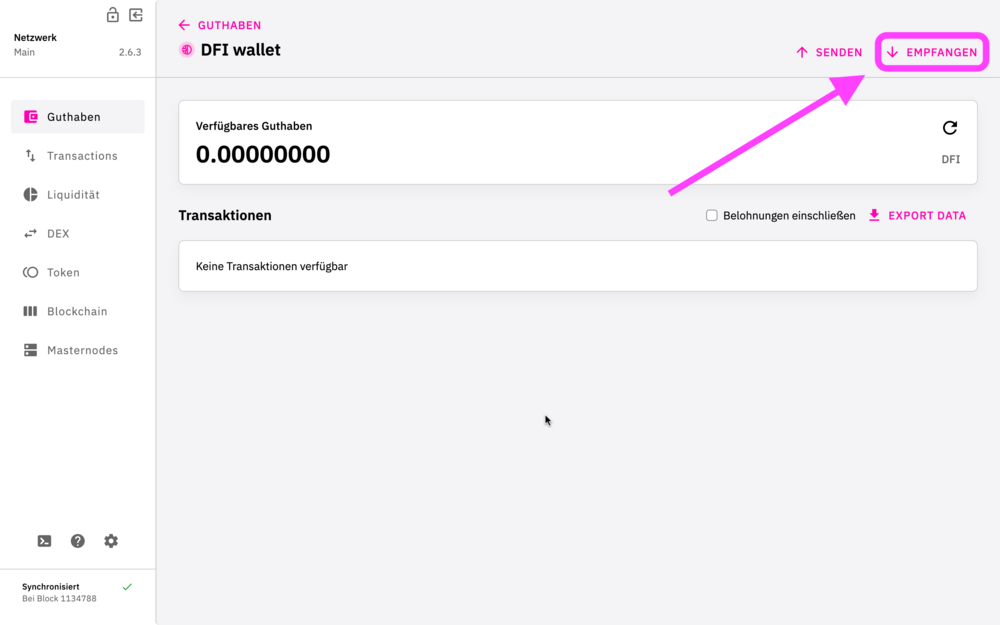 Netzwerk
Main 2.6.3
Guthaben
Transactions
Liquidität
DEX
Token
Blockchain
Masternodes
Synchronisiert
Bei Block 1134788
GUTHABEN
DFI wallet
SENDEN
EMPFANGEN
Verfügbares Guthaben
0.00000000
DFI
Transaktionen
Belohnungen einschließen
EXPORT DATA
Keine Transaktionen verfügbar